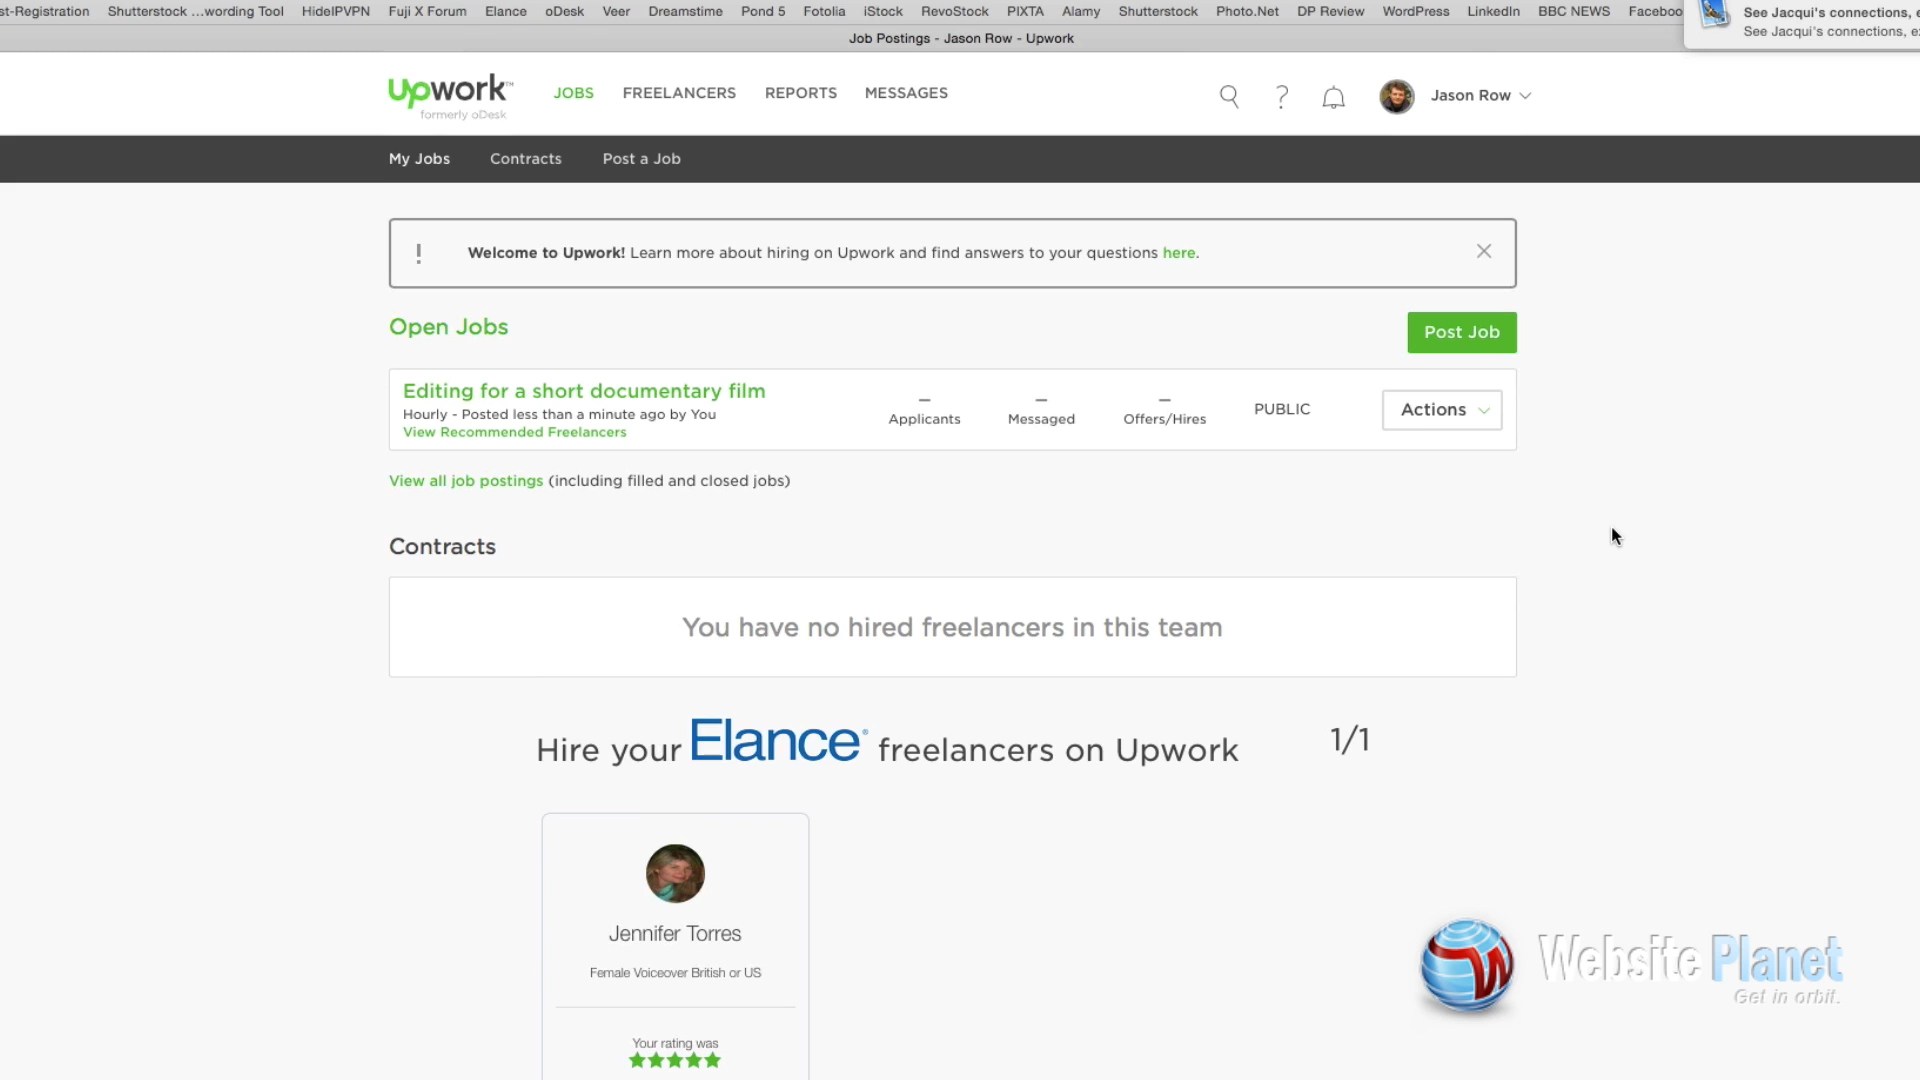 st-Registration Shutterstock ...wording Tool HideIPVPN Fuji X Forum Elance oDesk Veer Dreamstime Pond 5 Fotolia iStock RevoStock PIXTA Alamy Shutterstock Photo.Net DP Review WordPress LinkedIn BBC NEWS Faceboo
See Jacqui's connections, e
See Jacqui's connections, e
Job Postings - Jason Row - Upwork
Upwork™
formerly oDesk
JOBS FREELANCERS REPORTS MESSAGES
? Jason Row
My Jobs Contracts Post a Job
! Welcome to Upwork! Learn more about hiring on Upwork and find answers to your questions here.
Open Jobs
Post Job
Editing for a short documentary film
Hourly - Posted less than a minute ago by You
View Recommended Freelancers
– Applicants
– Messaged
– Offers/Hires
PUBLIC
Actions
View all job postings (including filled and closed jobs)
Contracts
You have no hired freelancers in this team
Hire your Elance® freelancers on Upwork 1/1
Jennifer Torres
Female Voiceover British or US
Your rating was
W
Website Planet
Get in orbit.